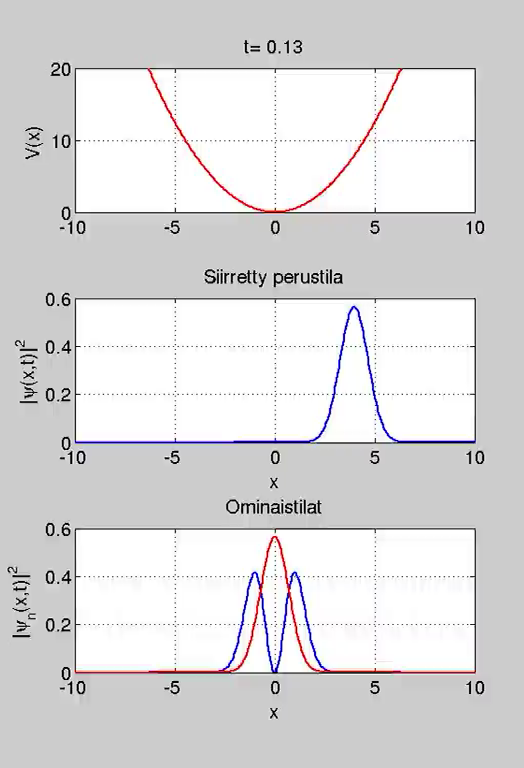 t= 0.13
20
10
0
V(x)
-10 -5 0 5 10
Siirretty perustila
0.6
0.4
0.2
0
|ψ(x,t)|²
-10 -5 0 5 10
x
Ominaistilat
0.6
0.4
0.2
0
|ψₙ(x,t)|²
-10 -5 0 5 10
x